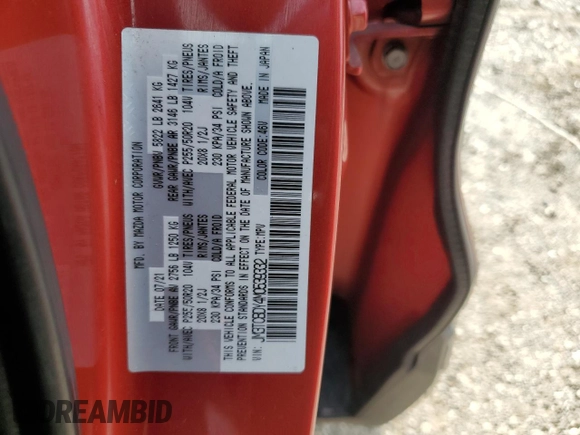 MFD. BY MAZDA MOTOR CORPORATION
DATE 07/21 GVWR/PNBV 5822 LB 2641 KG
FRONT GAWR/PNBE AV 2756 LB 1250 KG REAR GAWR/PNBE AR 3146 LB 1427 KG
WITH/AVEC P255/50R20 104V TIRES/PNEUS WITH/AVEC P255/50R20 104V TIRES/PNEUS
20X8 1/2J RIMS/JANTES 20X8 1/2J RIMS/JANTES
230 KPA/34 PSI COLD/A FROID 230 KPA/34 PSI COLD/A FROID
THIS VEHICLE CONFORMS TO ALL APPLICABLE FEDERAL MOTOR VEHICLE SAFETY AND THEFT
PREVENTION STANDARDS IN EFFECT ON THE DATE OF MANUFACTURE SHOWN ABOVE.
VIN: JM3TCBDY4M0539332 TYPE: MPV COLOR CODE: 46V MADE IN JAPAN
DREAMBID